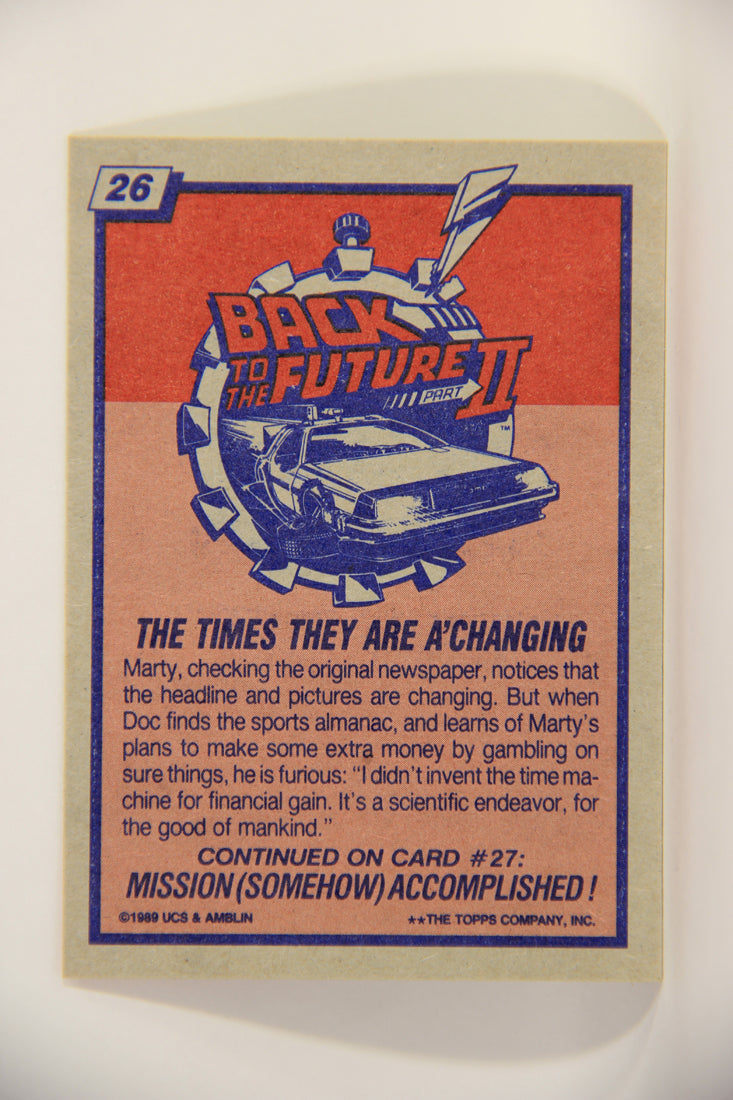 26
BACK
TO
THE FUTURE
PART II
TM
THE TIMES THEY ARE A'CHANGING
Marty, checking the original newspaper, notices that
the headline and pictures are changing. But when
Doc finds the sports almanac, and learns of Marty's
plans to make some extra money by gambling on
sure things, he is furious: "I didn't invent the time ma-
chine for financial gain. It's a scientific endeavor, for
the good of mankind."
CONTINUED ON CARD #27:
MISSION (SOMEHOW) ACCOMPLISHED!
©1989 UCS & AMBLIN
**THE TOPPS COMPANY, INC.